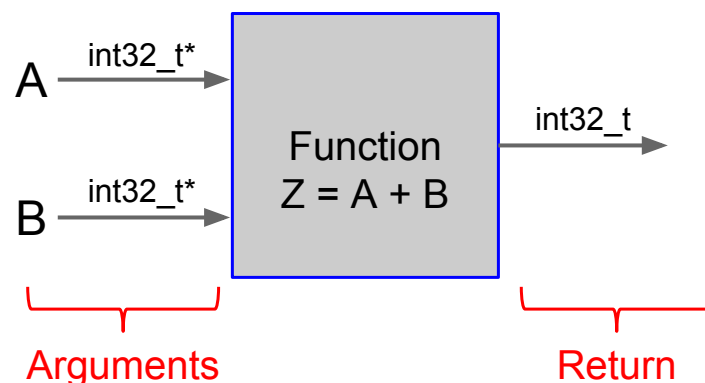 A
int32_t*
B
int32_t*
Function
Z = A + B
int32_t
Arguments
Return